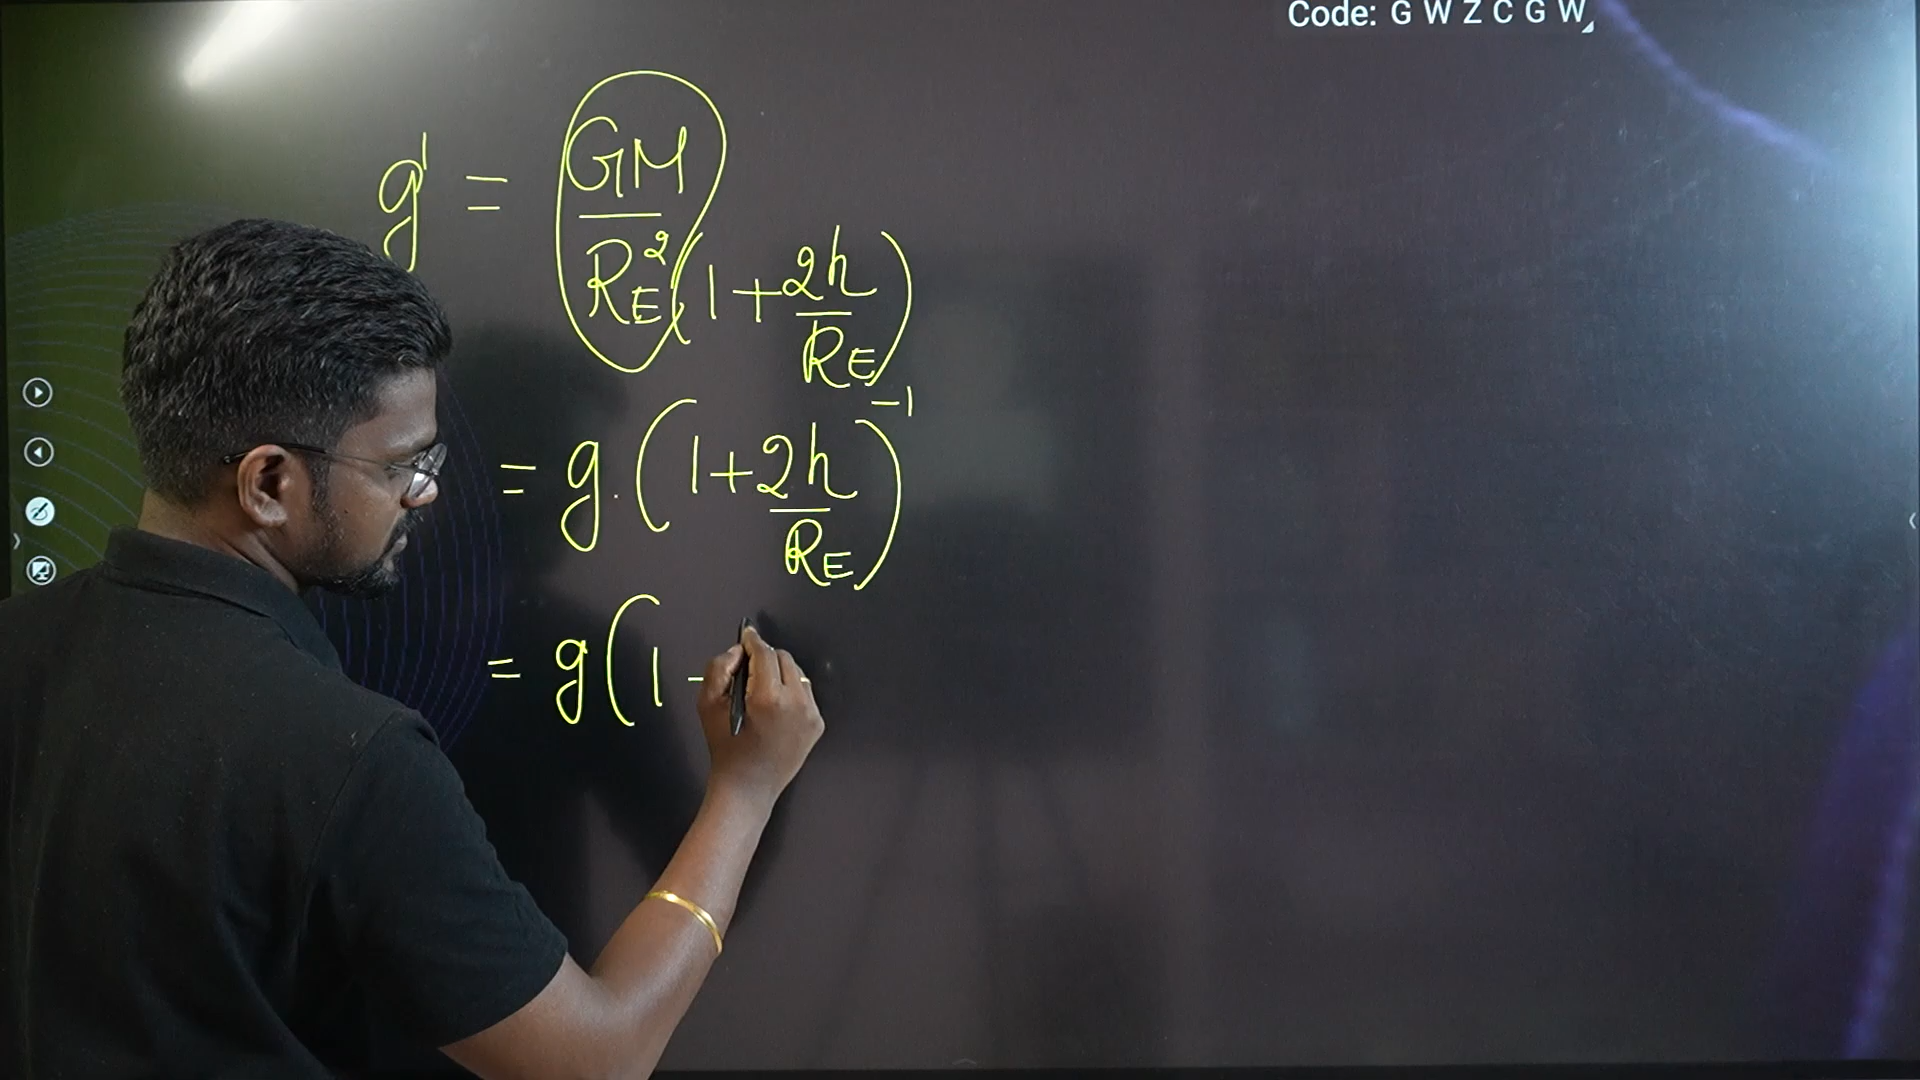 Code: G W Z C G W
g' = GM / R_E² (1 + 2h / R_E)
= g. (1 + 2h / R_E)⁻¹
= g(1 -